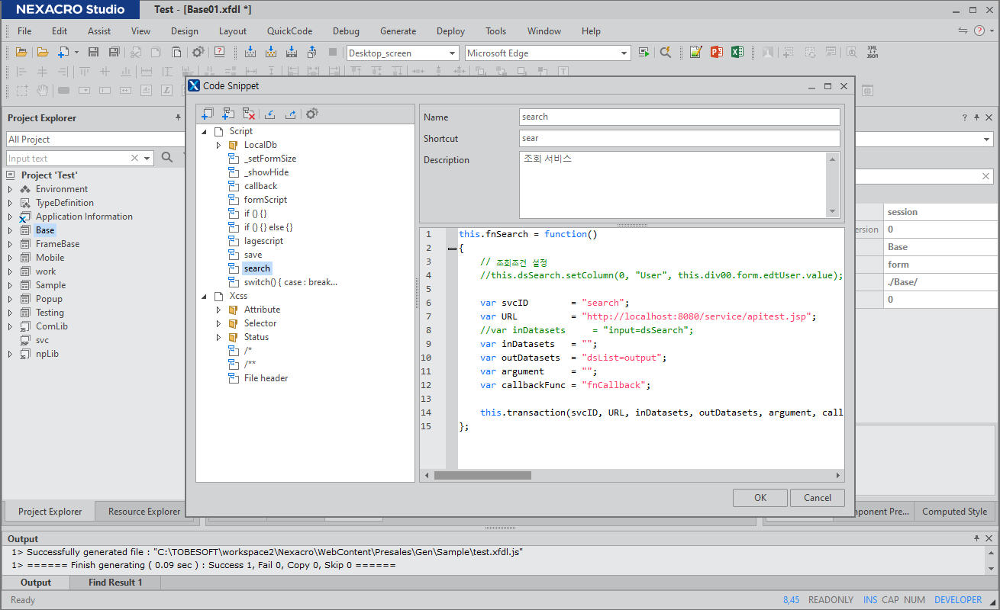 NEXACRO Studio Test - [Base01.xfdl *]
File Edit Assist View Design Layout QuickCode Debug Generate Deploy Tools Window Help
Desktop_screen Microsoft Edge
XML
JSON
Project Explorer
All Project
Input text
Project 'Test'
Environment
TypeDefinition
Application Information
Base
FrameBase
Mobile
work
Sample
Popup
Testing
ComLib
svc
npLib
Project Explorer Resource Explorer
Code Snippet
Script
LocalDb
_setFormSize
_showHide
callback
formScript
if () {}
if () {} else {}
lagescript
save
search
switch() { case : break...
Xcss
Attribute
Selector
Status
/*
/**
File header
Name search
Shortcut sear
Description 조회 서비스
1 this.fnSearch = function()
2 {
3 // 조회조건 설정
4 //this.dsSearch.setColumn(0, "User", this.div00.form.edtUser.value);
5
6 var svcID = "search";
7 var URL = "http://localhost:8080/service/apitest.jsp";
8 //var inDatasets = "input=dsSearch";
9 var inDatasets = "";
10 var outDatasets = "dsList=output";
11 var argument = "";
12 var callbackFunc = "fnCallback";
13
14 this.transaction(svcID, URL, inDatasets, outDatasets, argument, call
15 };
OK Cancel
session
ersion 0
Base
form
./Base/
0
mponent Pre... Computed Style
Output
1> Successfully generated file : "C:\TOBESOFT\workspace2\Nexacro\WebContent\Presales\Gen\Sample\test.xfdl.js"
1> ====== Finish generating ( 0.09 sec ) : Success 1, Fail 0, Copy 0, Skip 0 ======
Output Find Result 1
Ready 8,45 READONLY INS CAP NUM DEVELOPER